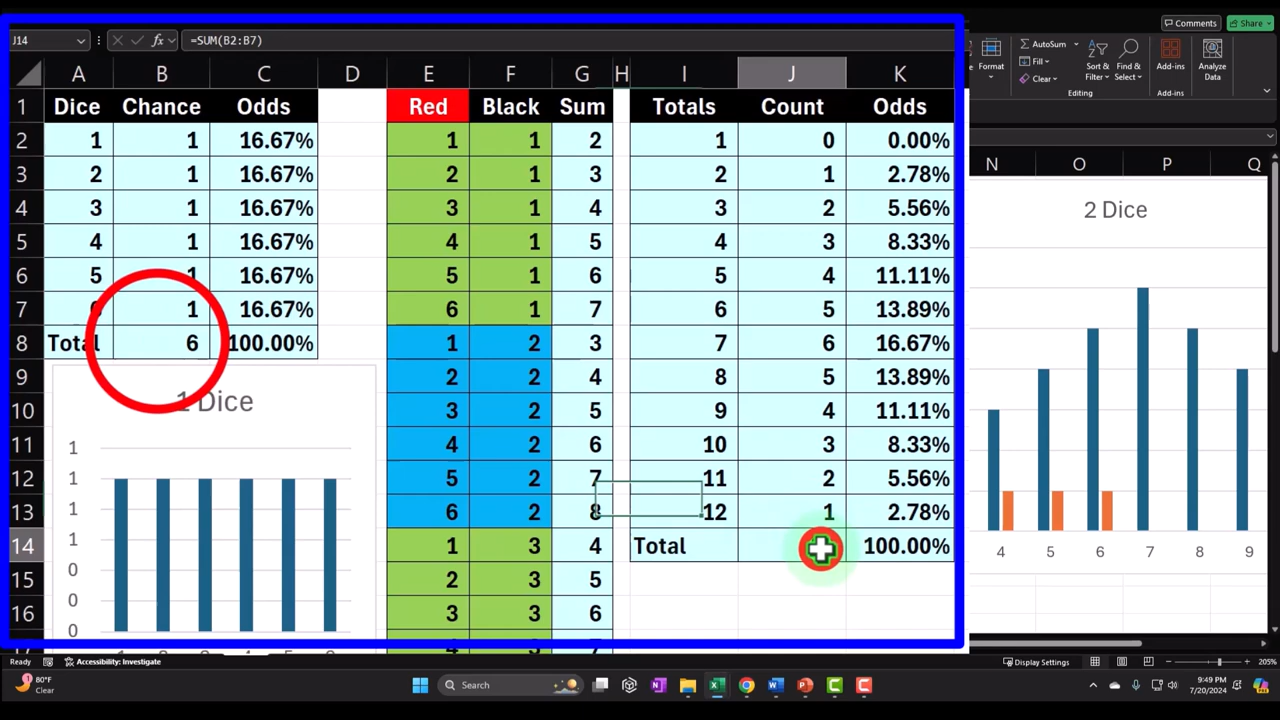 Comments Share
J14 fx =SUM(B2:B7)
Format AutoSum Fill Clear Sort & Filter Find & Select Add-ins Analyze Data
Editing Add-ins
A B C D E F G H I J K N O P Q
1 Dice Chance Odds Red Black Sum Totals Count Odds
2 1 1 16.67% 1 1 2 1 0 0.00%
3 2 1 16.67% 2 1 3 2 1 2.78%
4 3 1 16.67% 3 1 4 3 2 5.56%
5 4 1 16.67% 4 1 5 4 3 8.33%
6 5 1 16.67% 5 1 6 5 4 11.11%
7 6 1 16.67% 6 1 7 6 5 13.89%
8 Total 6 100.00% 1 2 3 7 6 16.67%
9 2 2 4 8 5 13.89%
10 3 2 5 9 4 11.11%
11 4 2 6 10 3 8.33%
12 5 2 7 11 2 5.56%
13 6 2 8 12 1 2.78%
14 1 3 4 Total 100.00%
15 2 3 5
16 3 3 6
1 Dice
1
1
1
1
0
0
0
2 Dice
4 5 6 7 8 9
Ready Accessibility: Investigate Display Settings 205%
80°F
Clear
Search
9:49 PM
7/20/2024